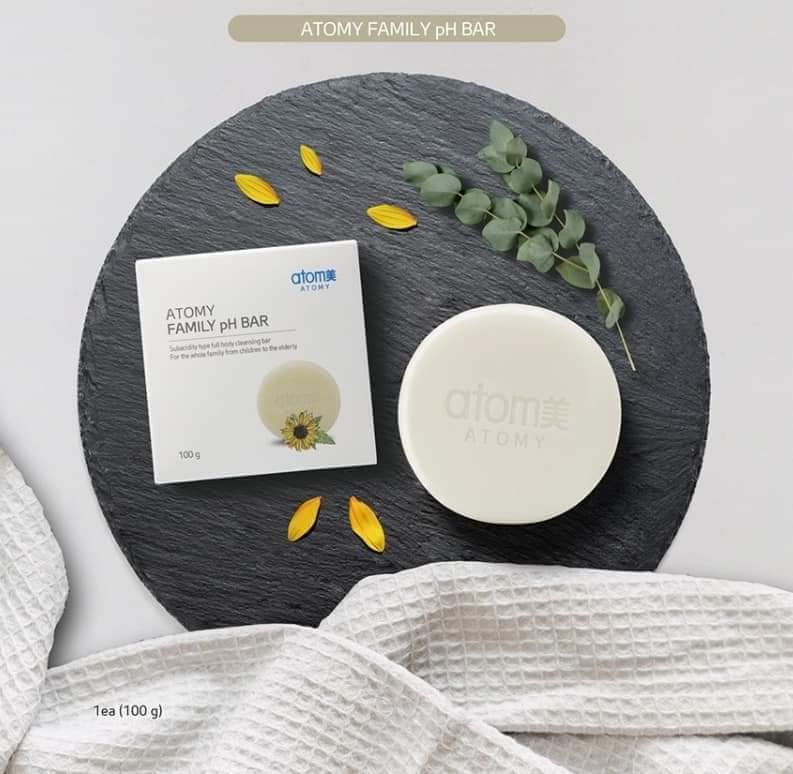 ATOMY FAMILY pH BAR
atom美
ATOMY
ATOMY
FAMILY pH BAR
Subacidity type full body cleansing bar
For the whole family from children to the elderly
100 g
atom美
ATOMY
1ea (100 g)